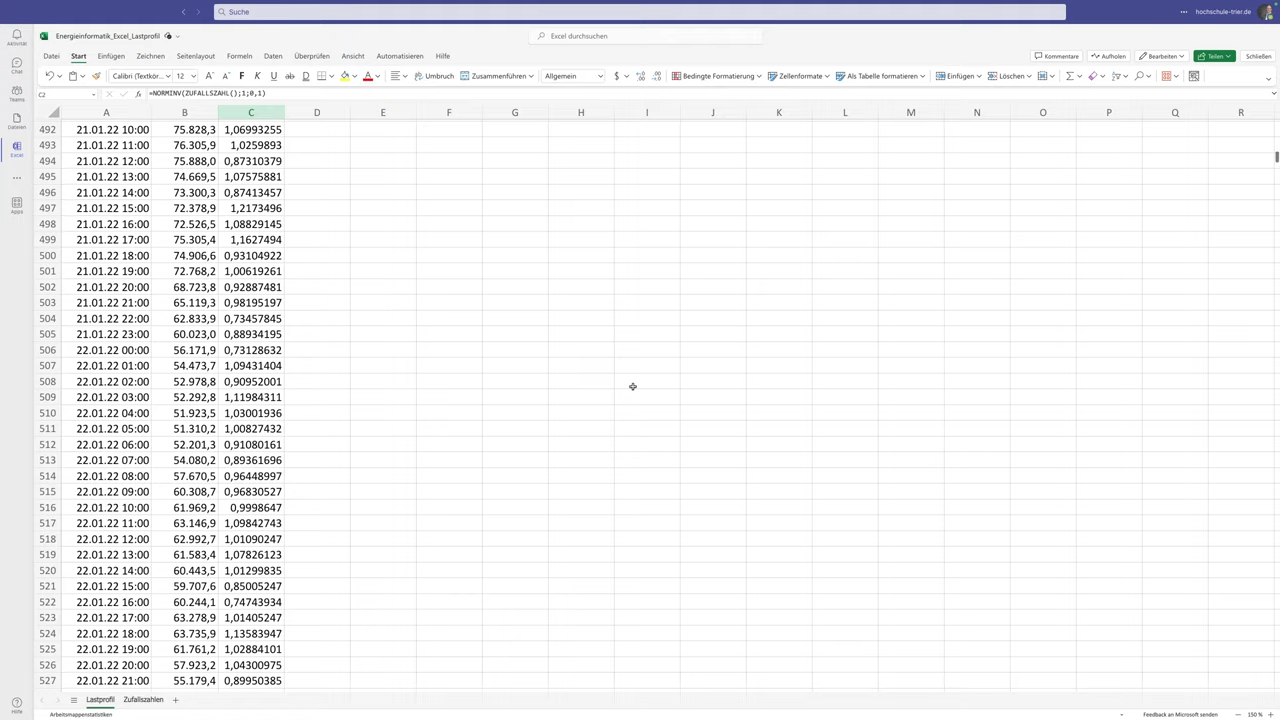 Suche
hochschule-trier.de
Aktivität
Chat
Teams
Dateien
Excel
Apps
Hilfe
Energieinformatik_Excel_Lastprofil
Excel durchsuchen
Datei Start Einfügen Zeichnen Seitenlayout Formeln Daten Überprüfen Ansicht Automatisieren Hilfe
Kommentare Aufholen Bearbeiten Teilen Schließen
Calibri (Textkör... 12 F K U ab D Umbruch Zusammenführen Allgemein $ Bedingte Formatierung Zellenformate Als Tabelle formatieren Einfügen Löschen
C2 fx =NORMINV(ZUFALLSZAHL();1;0,1)
A B C D E F G H I J K L M N O P Q R
492 21.01.22 10:00 75.828,3 1,06993255
493 21.01.22 11:00 76.305,9 1,0259893
494 21.01.22 12:00 75.888,0 0,87310379
495 21.01.22 13:00 74.669,5 1,07575881
496 21.01.22 14:00 73.300,3 0,87413457
497 21.01.22 15:00 72.378,9 1,2173496
498 21.01.22 16:00 72.526,5 1,08829145
499 21.01.22 17:00 75.305,4 1,1627494
500 21.01.22 18:00 74.906,6 0,93104922
501 21.01.22 19:00 72.768,2 1,00619261
502 21.01.22 20:00 68.723,8 0,92887481
503 21.01.22 21:00 65.119,3 0,98195197
504 21.01.22 22:00 62.833,9 0,73457845
505 21.01.22 23:00 60.023,0 0,88934195
506 22.01.22 00:00 56.171,9 0,73128632
507 22.01.22 01:00 54.473,7 1,09431404
508 22.01.22 02:00 52.978,8 0,90952001
509 22.01.22 03:00 52.292,8 1,11984311
510 22.01.22 04:00 51.923,5 1,03001936
511 22.01.22 05:00 51.310,2 1,00827432
512 22.01.22 06:00 52.201,3 0,91080161
513 22.01.22 07:00 54.080,2 0,89361696
514 22.01.22 08:00 57.670,5 0,96448997
515 22.01.22 09:00 60.308,7 0,96830527
516 22.01.22 10:00 61.969,2 0,9998647
517 22.01.22 11:00 63.146,9 1,09842743
518 22.01.22 12:00 62.992,7 1,01090247
519 22.01.22 13:00 61.583,4 1,07826123
520 22.01.22 14:00 60.443,5 1,01299835
521 22.01.22 15:00 59.707,6 0,85005247
522 22.01.22 16:00 60.244,1 0,74743934
523 22.01.22 17:00 63.278,9 1,01405247
524 22.01.22 18:00 63.735,9 1,13583947
525 22.01.22 19:00 61.761,2 1,02884101
526 22.01.22 20:00 57.923,2 1,04300975
527 22.01.22 21:00 55.179,4 0,89950385
Lastprofil Zufallszahlen
Arbeitsmappenstatistiken
Feedback an Microsoft senden 150 %